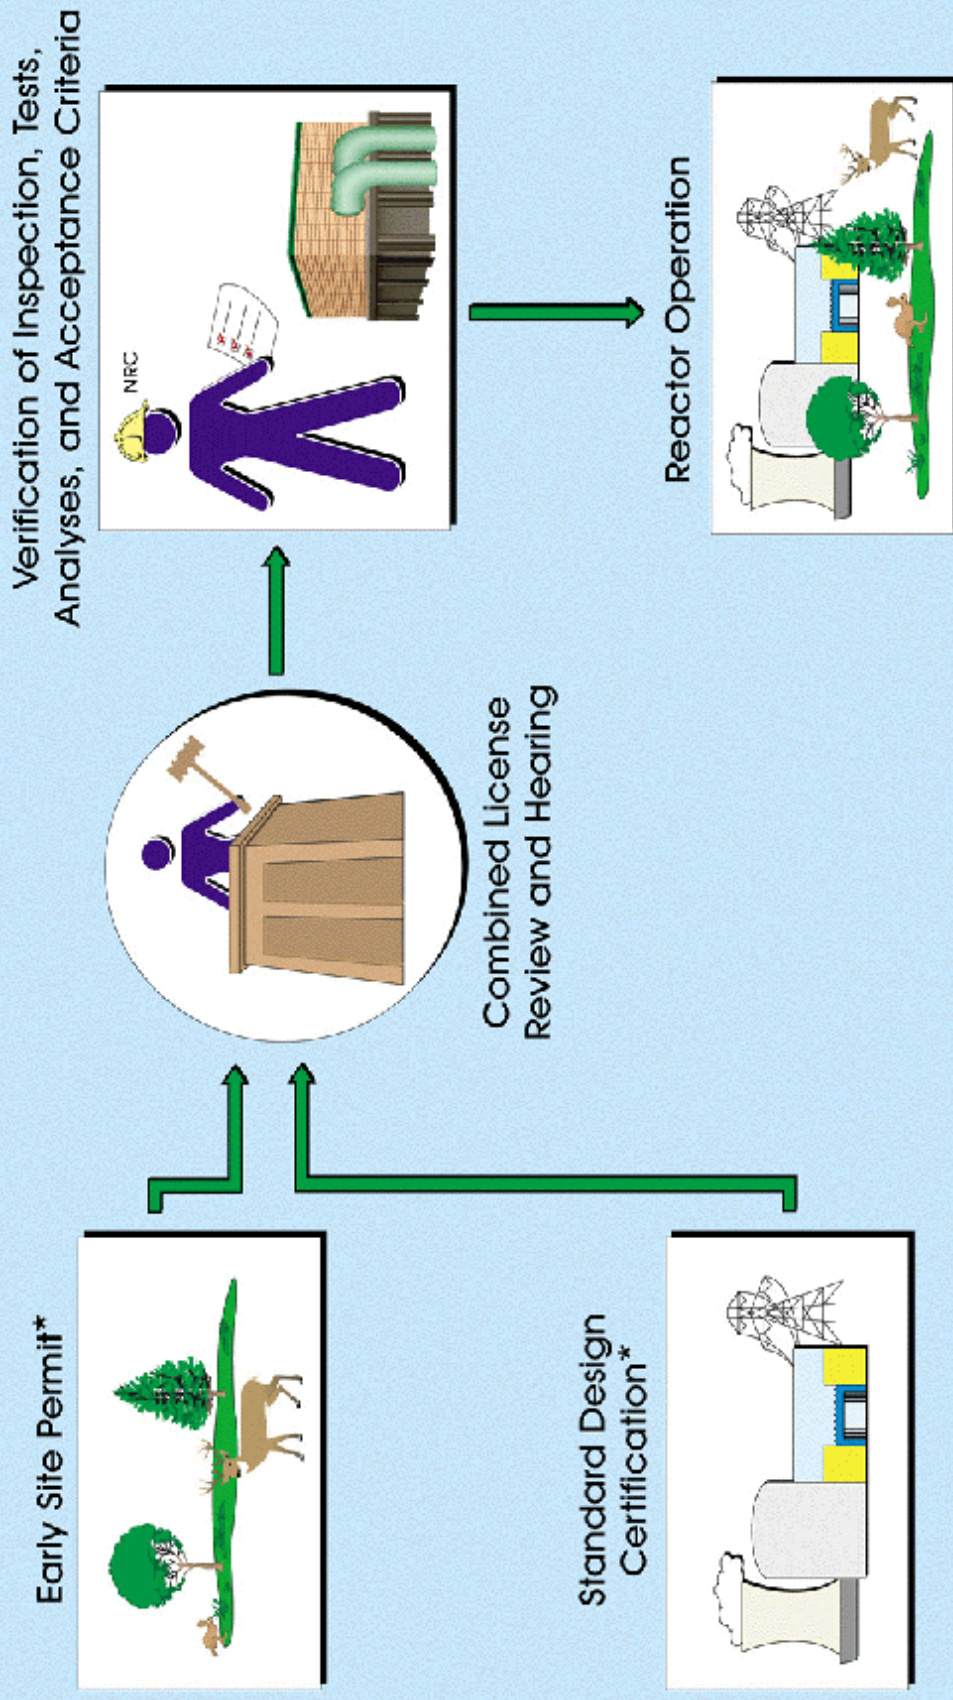 Early Site Permit*
Standard Design
Certification*
Combined License
Review and Hearing
Verification of Inspection, Tests,
Analyses, and Acceptance Criteria
NRC
Reactor Operation